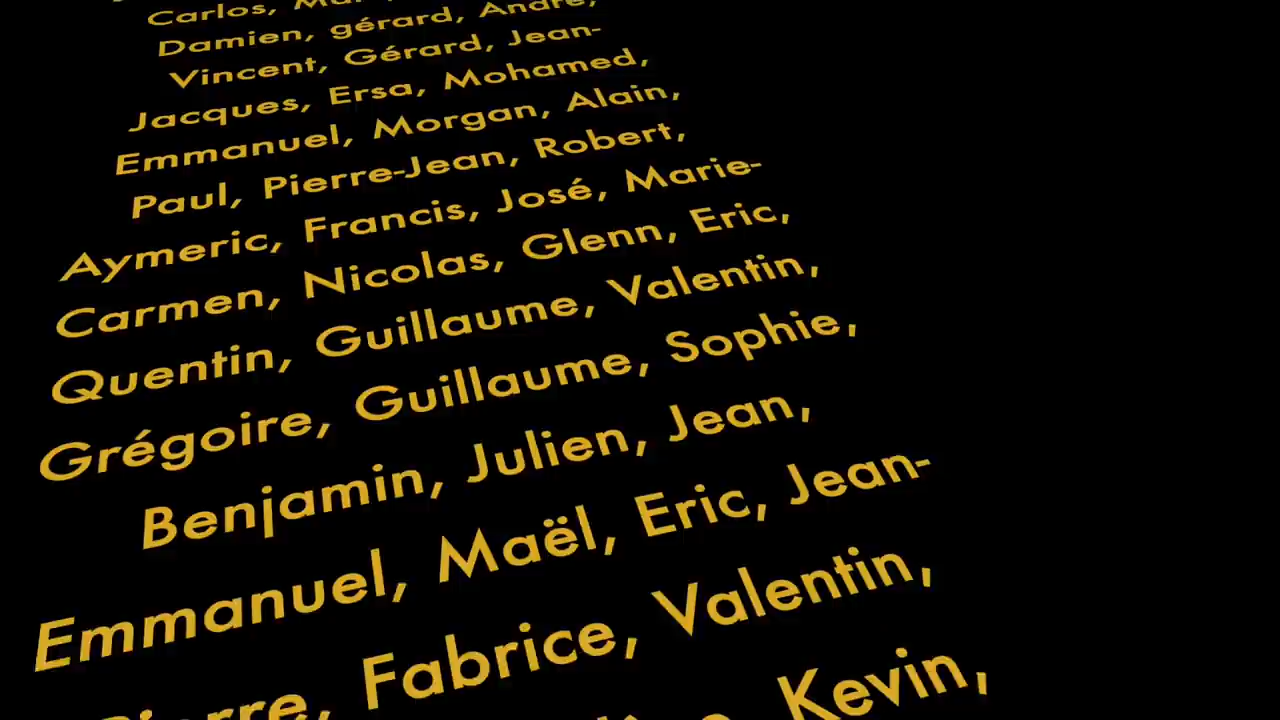 Carlos,
Damien, gérard, André,
Vincent, Gérard, Jean-
Jacques, Ersa, Mohamed,
Emmanuel, Morgan, Alain,
Paul, Pierre-Jean, Robert,
Aymeric, Francis, José, Marie-
Carmen, Nicolas, Glenn, Eric,
Quentin, Guillaume, Valentin,
Grégoire, Guillaume, Sophie,
Benjamin, Julien, Jean,
Emmanuel, Maël, Eric, Jean-
Pierre, Fabrice, Valentin,
Kevin,